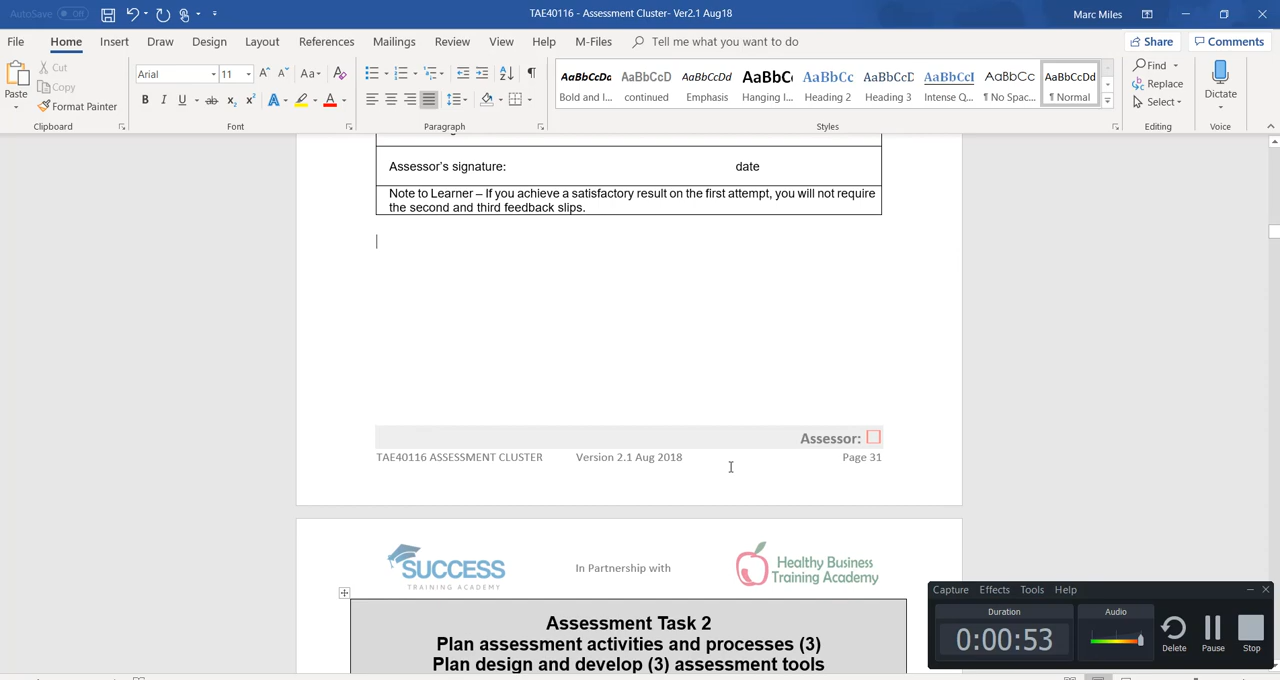 AutoSave Off
TAE40116 - Assessment Cluster- Ver2.1 Aug18
Marc Miles
File Home Insert Draw Design Layout References Mailings Review View Help M-Files Tell me what you want to do
Share Comments
Paste
Cut
Copy
Format Painter
Clipboard
Arial 11
Font
Paragraph
AaBbCcDc AaBbCcD AaBbCcDd AaBbC AaBbCc AaBbCcD AaBbCcI AaBbCc AaBbCcDd
Bold and I... continued Emphasis Hanging I... Heading 2 Heading 3 Intense Q... ¶ No Spac... ¶ Normal
Styles
Find
Replace
Select
Editing
Dictate
Voice
Assessor's signature: date
Note to Learner – If you achieve a satisfactory result on the first attempt, you will not require
the second and third feedback slips.
Assessor:
TAE40116 ASSESSMENT CLUSTER Version 2.1 Aug 2018 Page 31
SUCCESS
TRAINING ACADEMY
In Partnership with
Healthy Business
Training Academy
Assessment Task 2
Plan assessment activities and processes (3)
Plan design and develop (3) assessment tools
Capture Effects Tools Help
Duration
0:00:53
Audio
Delete Pause Stop